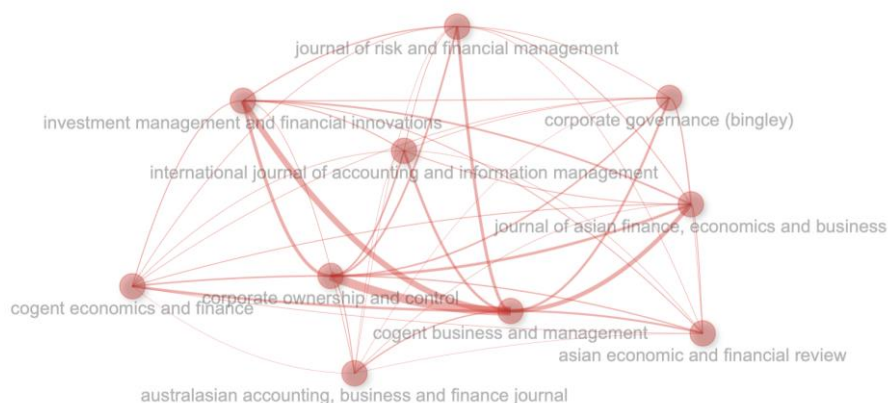 journal of risk and financial management
investment management and financial innovations
corporate governance (bingley)
international journal of accounting and information management
journal of asian finance, economics and business
corporate ownership and control
cogent economics and finance
cogent business and management
asian economic and financial review
australasian accounting, business and finance journal